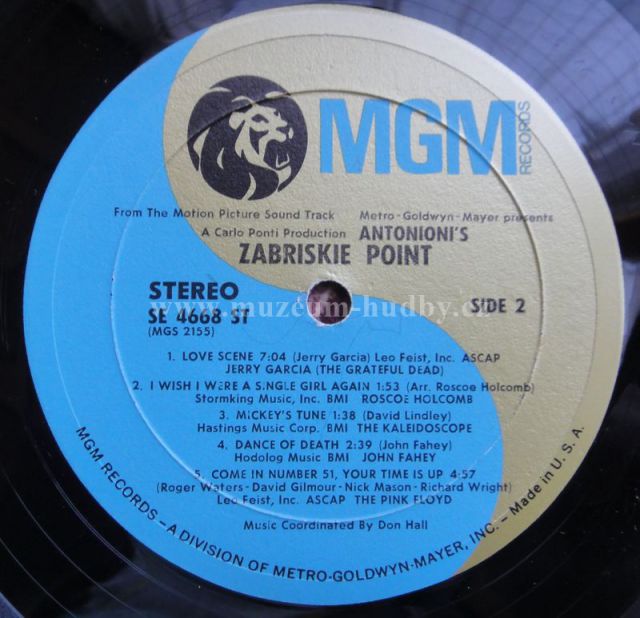 MGM
RECORDS
From The Motion Picture Sound Track Metro-Goldwyn-Mayer presents
A Carlo Ponti Production ANTONIONI'S
ZABRISKIE POINT
STEREO
SE 4668 ST
(MGS 2155)
SIDE 2
www.muzeum-hudby.cz
1. LOVE SCENE 7:04 (Jerry Garcia) Leo Feist, Inc. ASCAP
JERRY GARCIA (THE GRATEFUL DEAD)
2. I WISH I WERE A SINGLE GIRL AGAIN 1:53 (Arr. Roscoe Holcomb)
Stormking Music, Inc. BMI ROSCOE HOLCOMB
3. MICKEY'S TUNE 1:38 (David Lindley)
Hastings Music Corp. BMI THE KALEIDOSCOPE
4. DANCE OF DEATH 2:39 (John Fahey)
Hodolog Music BMI JOHN FAHEY
5. COME IN NUMBER 51, YOUR TIME IS UP 4:57
(Roger Waters-David Gilmour-Nick Mason-Richard Wright)
Leo Feist, Inc. ASCAP THE PINK FLOYD
Music Coordinated By Don Hall
MGM RECORDS – A DIVISION OF METRO-GOLDWYN-MAYER, INC. – Made in U. S. A.